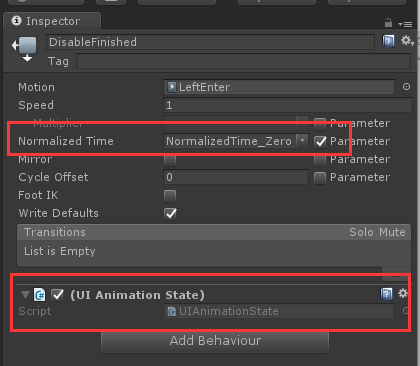 Inspector
DisableFinished
Tag
Motion LeftEnter
Speed 1
Multiplier Parameter
Normalized Time NormalizedTime_Zero Parameter
Mirror Parameter
Cycle Offset 0 Parameter
Foot IK
Write Defaults
Transitions Solo Mute
List is Empty
(UI Animation State)
Script UIAnimationState
Add Behaviour